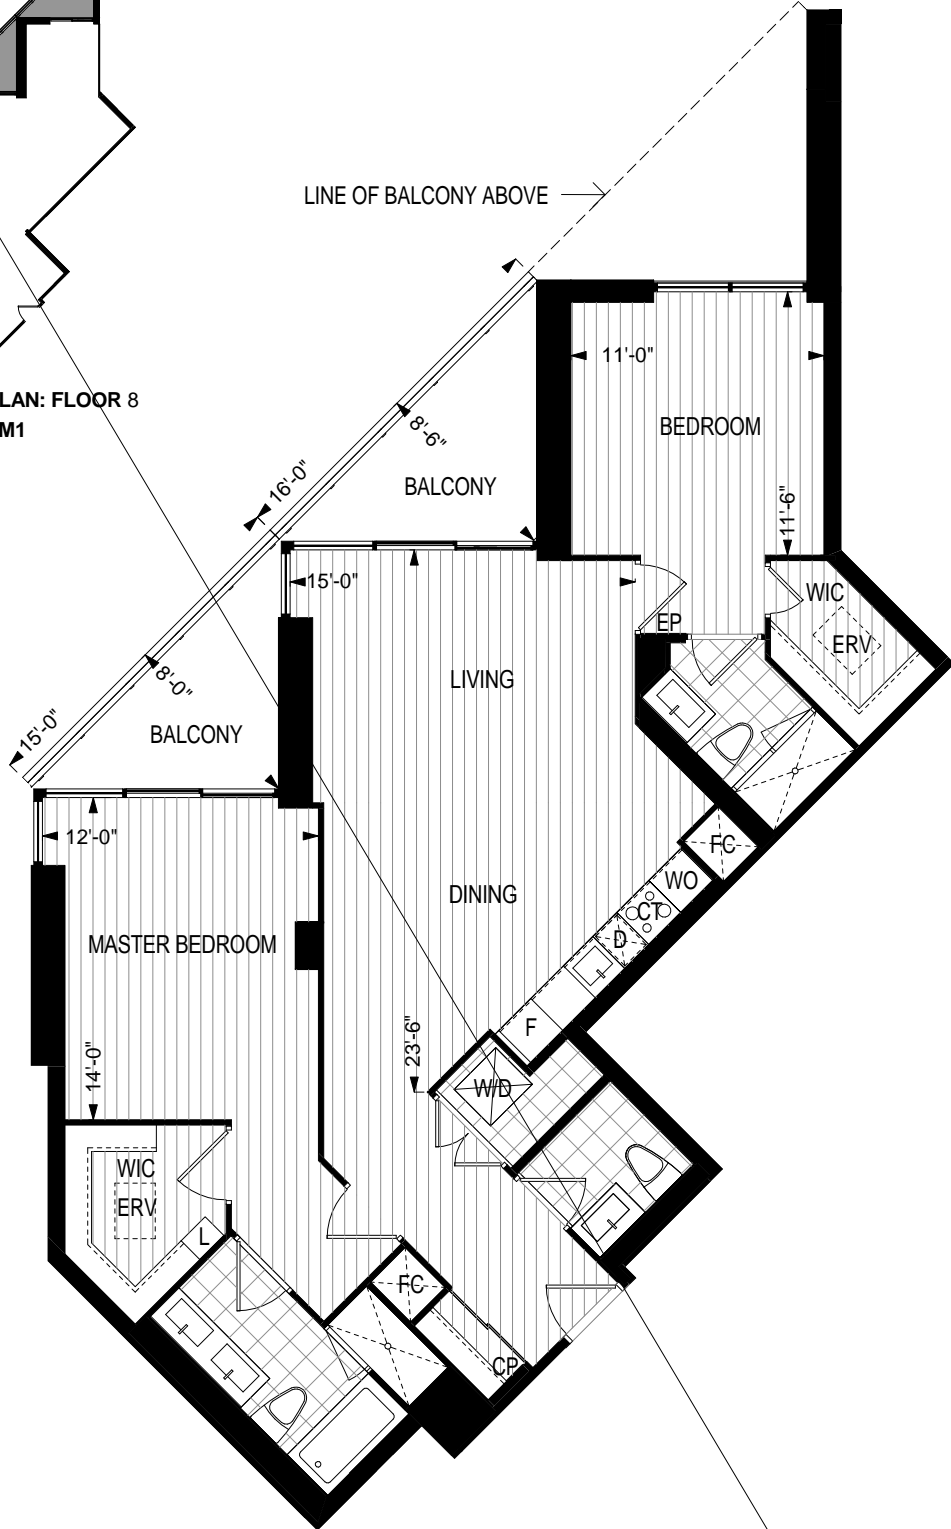 LINE OF BALCONY ABOVE
11'-0"
LAN: FLOOR 8
M1
8'-6"
BEDROOM
16'-0"
BALCONY
11'-6"
15'-0"
WIC
EP
ERV
LIVING
8'-0"
15'-0"
BALCONY
12'-0"
FC
WO
DINING
CT
D
MASTER BEDROOM
F
23'-6"
14'-0"
W/D
WIC
ERV
L
FC
CP